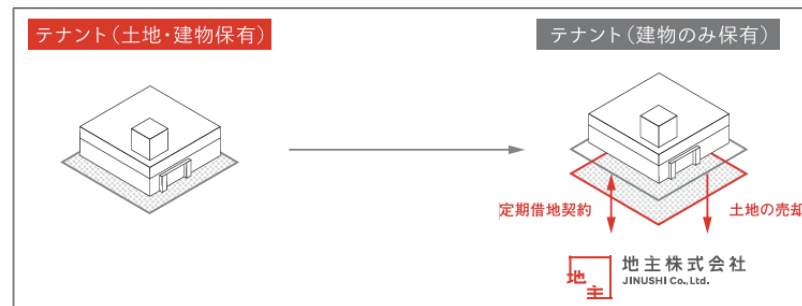 テナント（土地・建物保有）
テナント（建物のみ保有）
定期借地契約
土地の売却
地主
地主株式会社
JINUSHI Co., Ltd.